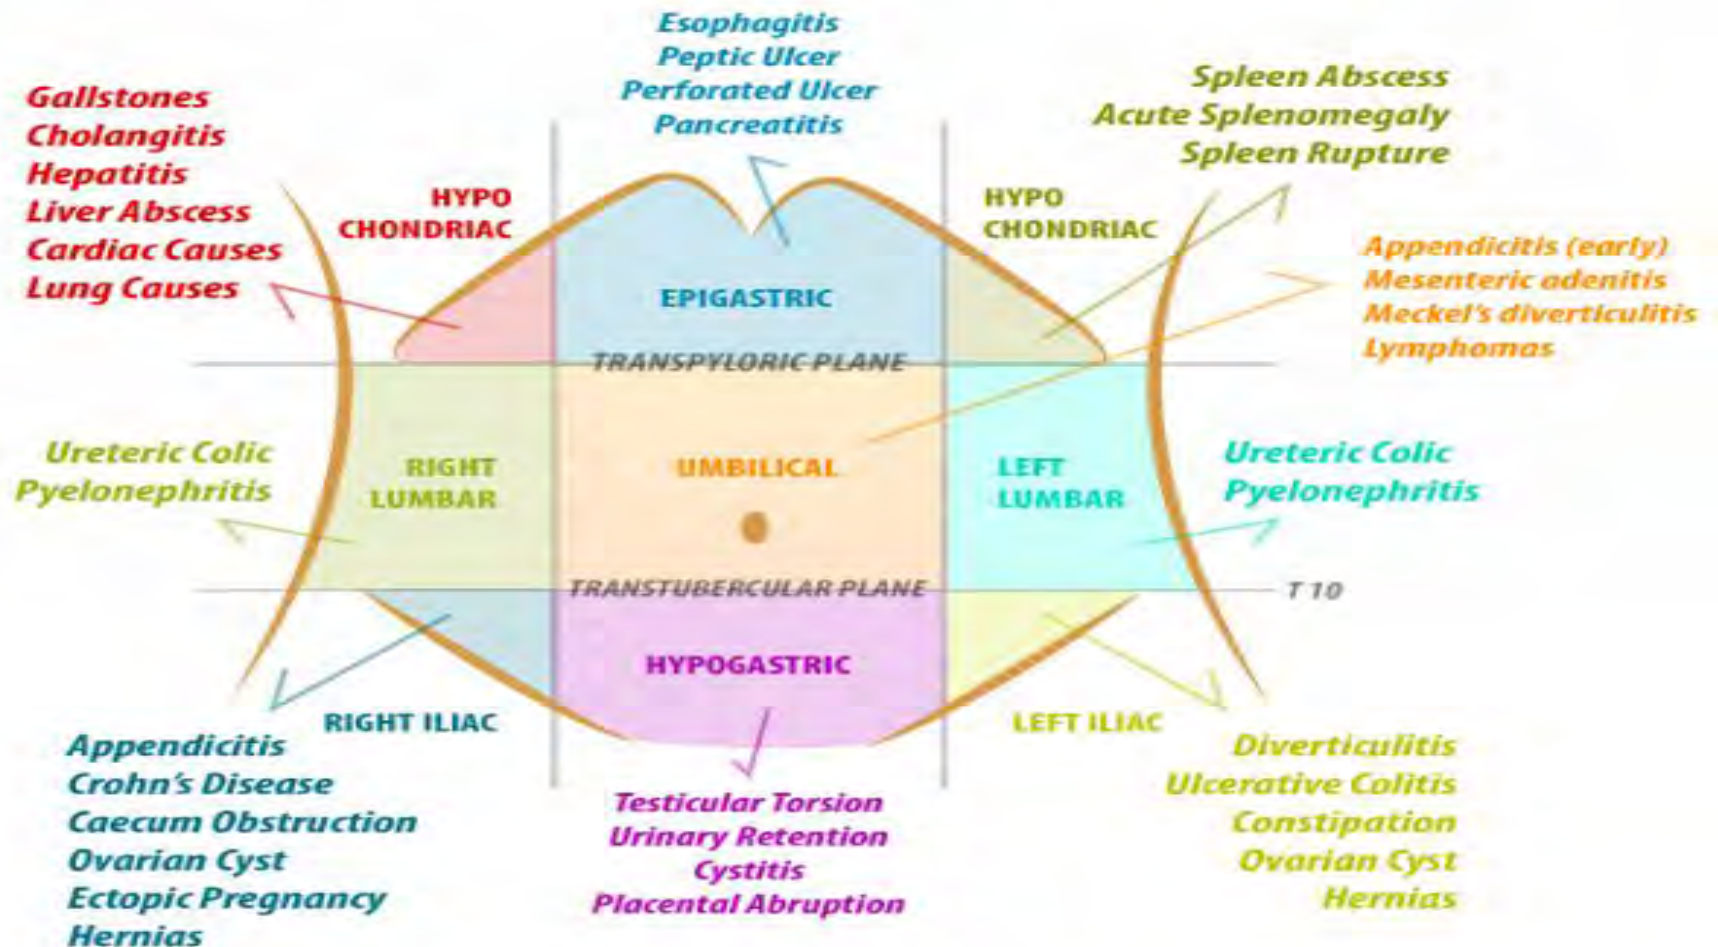 Esophagitis
Peptic Ulcer
Perforated Ulcer
Pancreatitis
Gallstones
Cholangitis
Hepatitis
Liver Abscess
Cardiac Causes
Lung Causes
Spleen Abscess
Acute Splenomegaly
Spleen Rupture
HYPO
CHONDRIAC
HYPO
CHONDRIAC
Appendicitis (early)
Mesenteric adenitis
Meckel's diverticulitis
Lymphomas
EPIGASTRIC
TRANSPYLORIC PLANE
Ureteric Colic
Pyelonephritis
RIGHT
LUMBAR
UMBILICAL
LEFT
LUMBAR
Ureteric Colic
Pyelonephritis
TRANSTUBERCULAR PLANE
T 10
HYPOGASTRIC
RIGHT ILIAC
LEFT ILIAC
Appendicitis
Crohn's Disease
Caecum Obstruction
Ovarian Cyst
Ectopic Pregnancy
Hernias
Testicular Torsion
Urinary Retention
Cystitis
Placental Abruption
Diverticulitis
Ulcerative Colitis
Constipation
Ovarian Cyst
Hernias